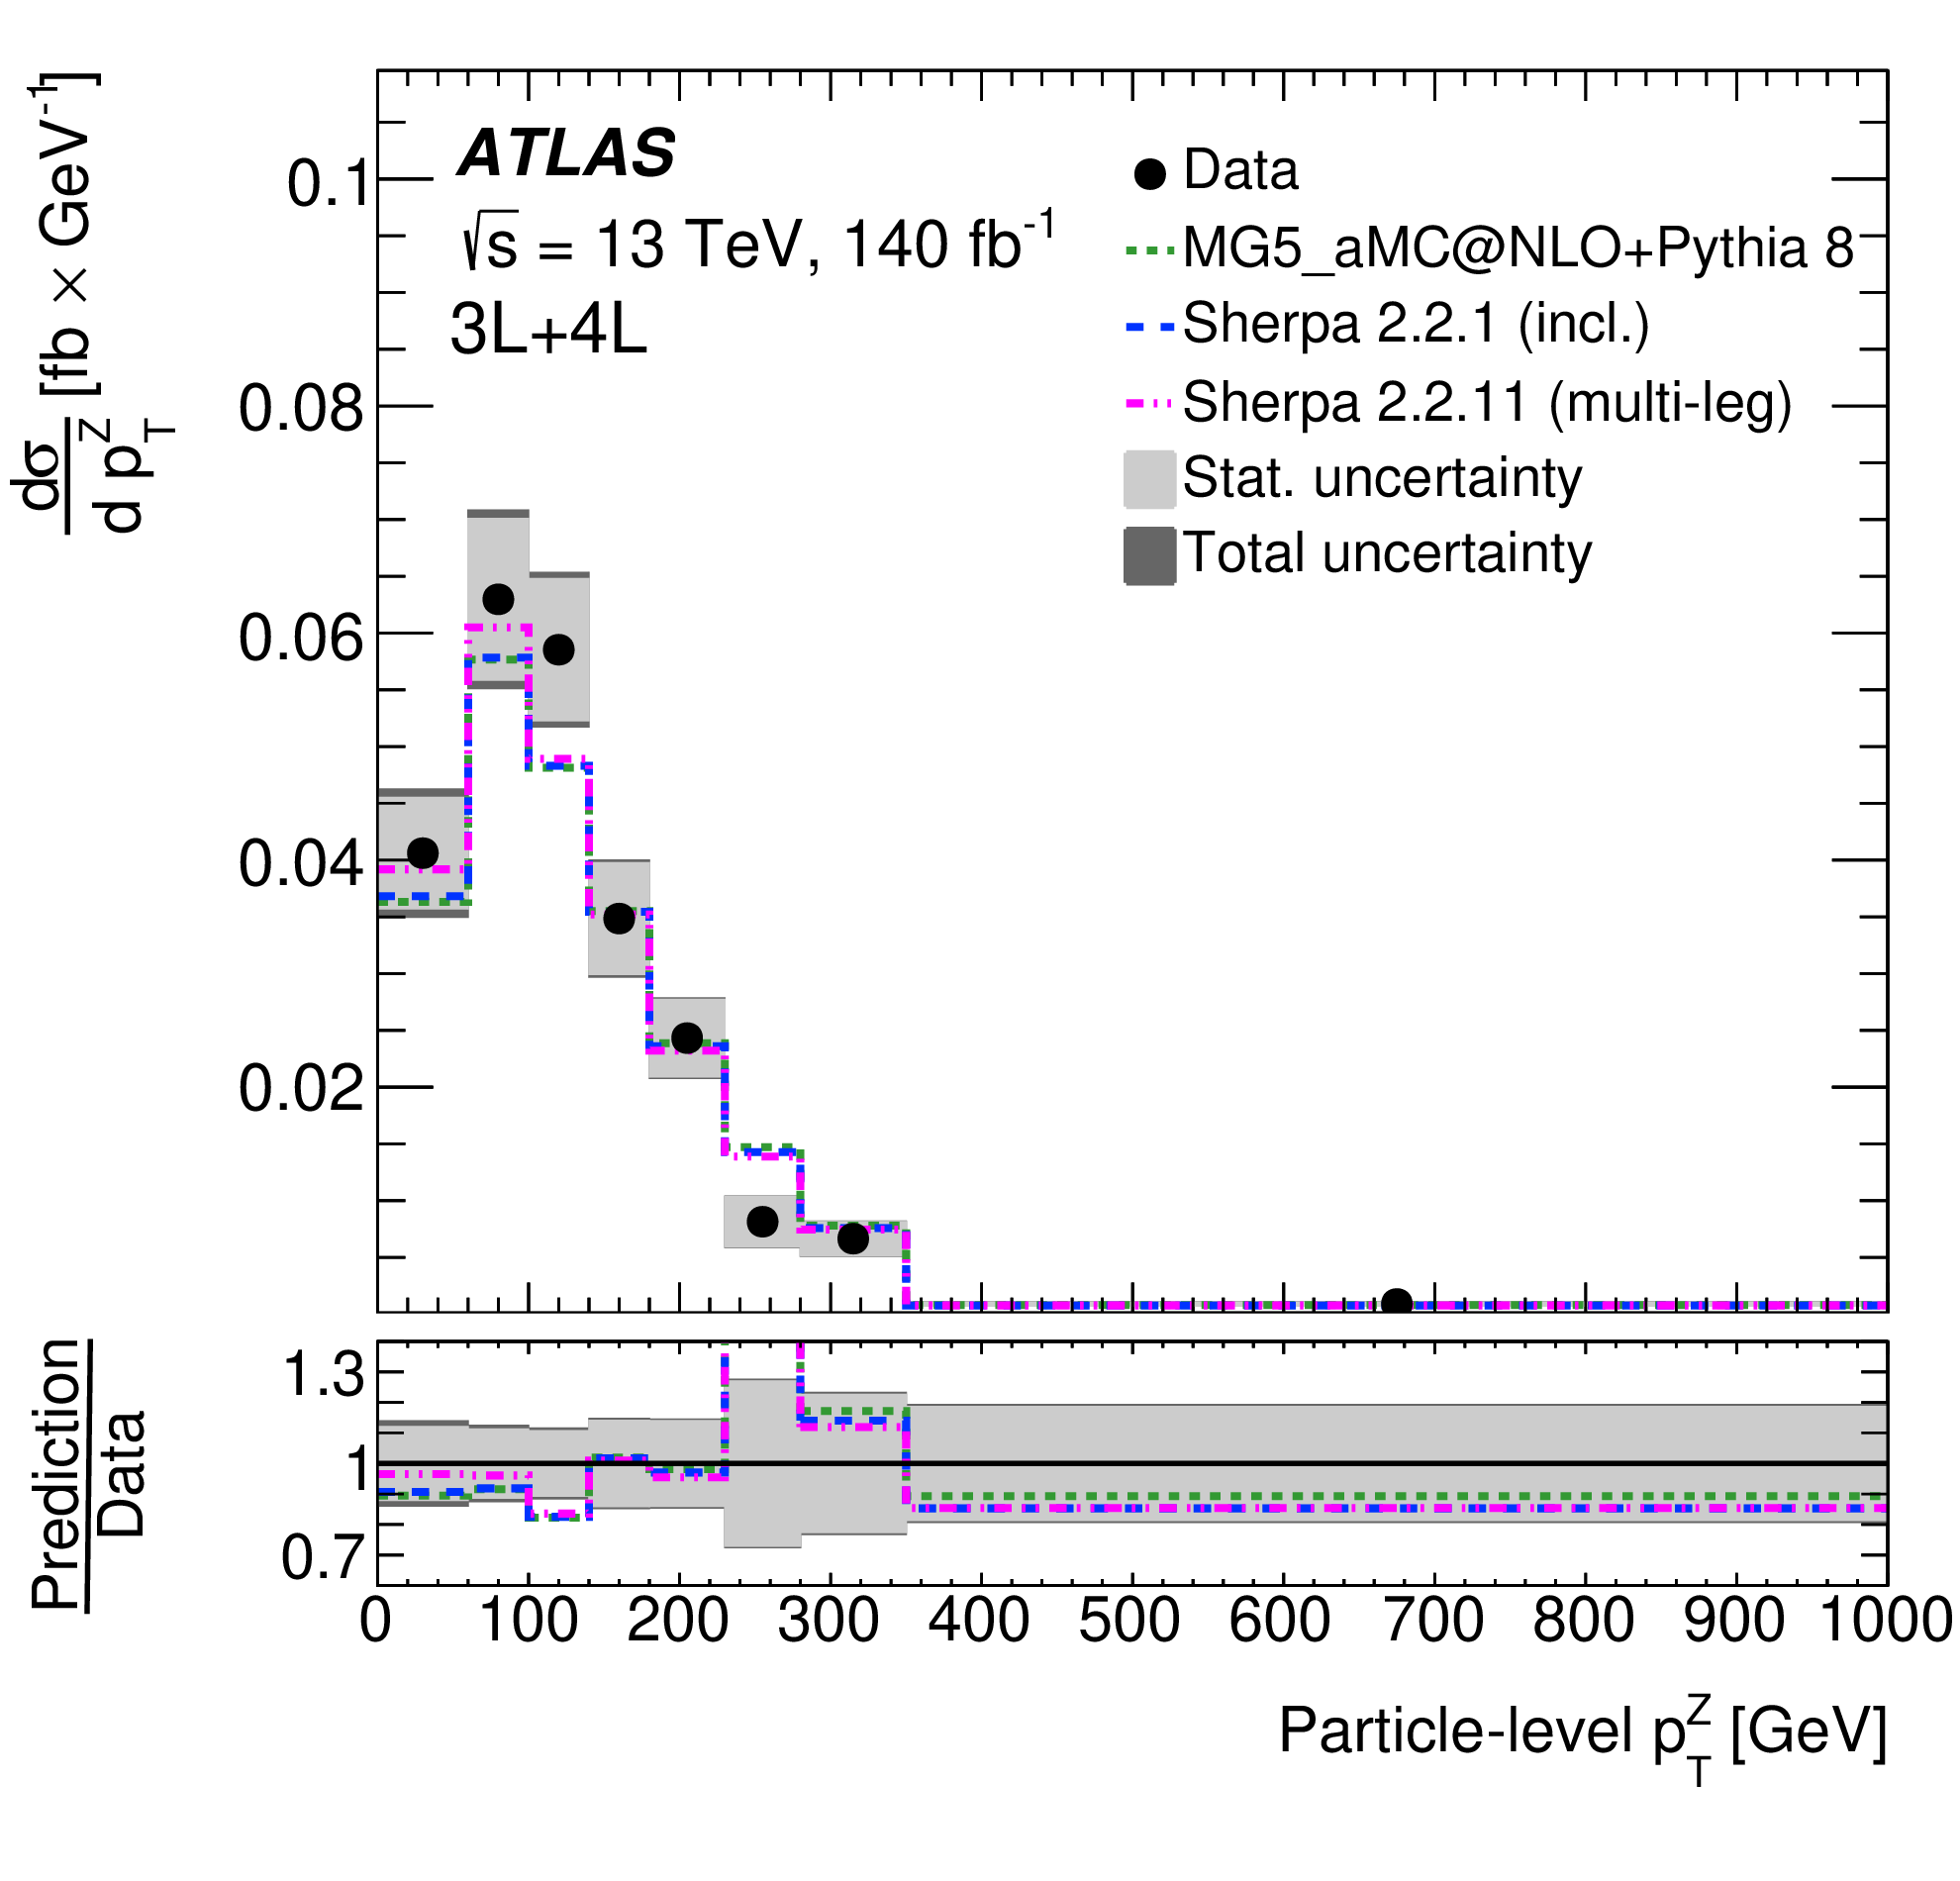 dσ
d p_T^Z [fb × GeV⁻¹]
ATLAS
√s = 13 TeV, 140 fb⁻¹
3L+4L
Data
MG5_aMC@NLO+Pythia 8
Sherpa 2.2.1 (incl.)
Sherpa 2.2.11 (multi-leg)
Stat. uncertainty
Total uncertainty
0.1
0.08
0.06
0.04
0.02
Prediction
Data
1.3
1
0.7
0 100 200 300 400 500 600 700 800 900 1000
Particle-level p_T^Z [GeV]